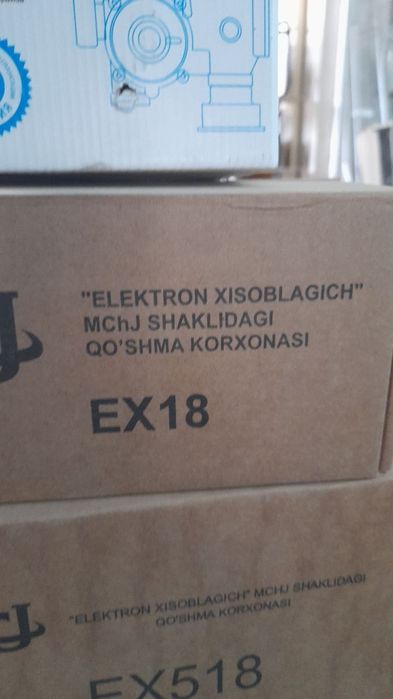 "ELEKTRON XISOBLAGICH"
MChJ SHAKLIDAGI
QO'SHMA KORXONASI
EX18
"ELEKTRON XISOBLAGICH" MCHJ SHAKLIDAGI
QO'SHMA KORXONASI
EX518